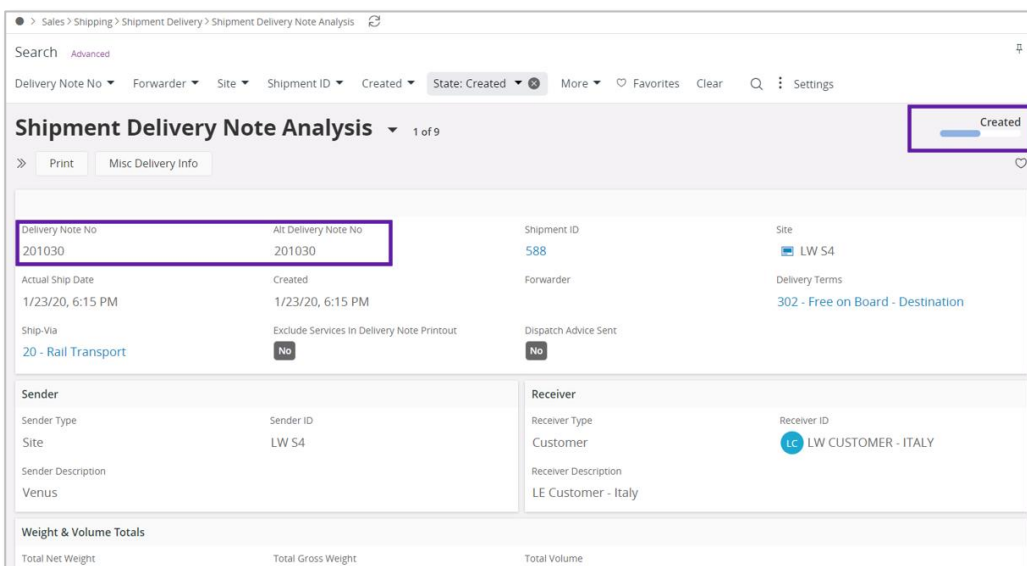 > Sales > Shipping > Shipment Delivery > Shipment Delivery Note Analysis
Search Advanced
Delivery Note No Forwarder Site Shipment ID Created State: Created More Favorites Clear Settings
Shipment Delivery Note Analysis 1 of 9
Created
Print Misc Delivery Info
Delivery Note No Alt Delivery Note No Shipment ID Site
201030 201030 588 LW S4
Actual Ship Date Created Forwarder Delivery Terms
1/23/20, 6:15 PM 1/23/20, 6:15 PM 302 - Free on Board - Destination
Ship-Via Exclude Services In Delivery Note Printout Dispatch Advice Sent
20 - Rail Transport No No
Sender Receiver
Sender Type Sender ID Receiver Type Receiver ID
Site LW S4 Customer LC LW CUSTOMER - ITALY
Sender Description Receiver Description
Venus LE Customer - Italy
Weight & Volume Totals
Total Net Weight Total Gross Weight Total Volume